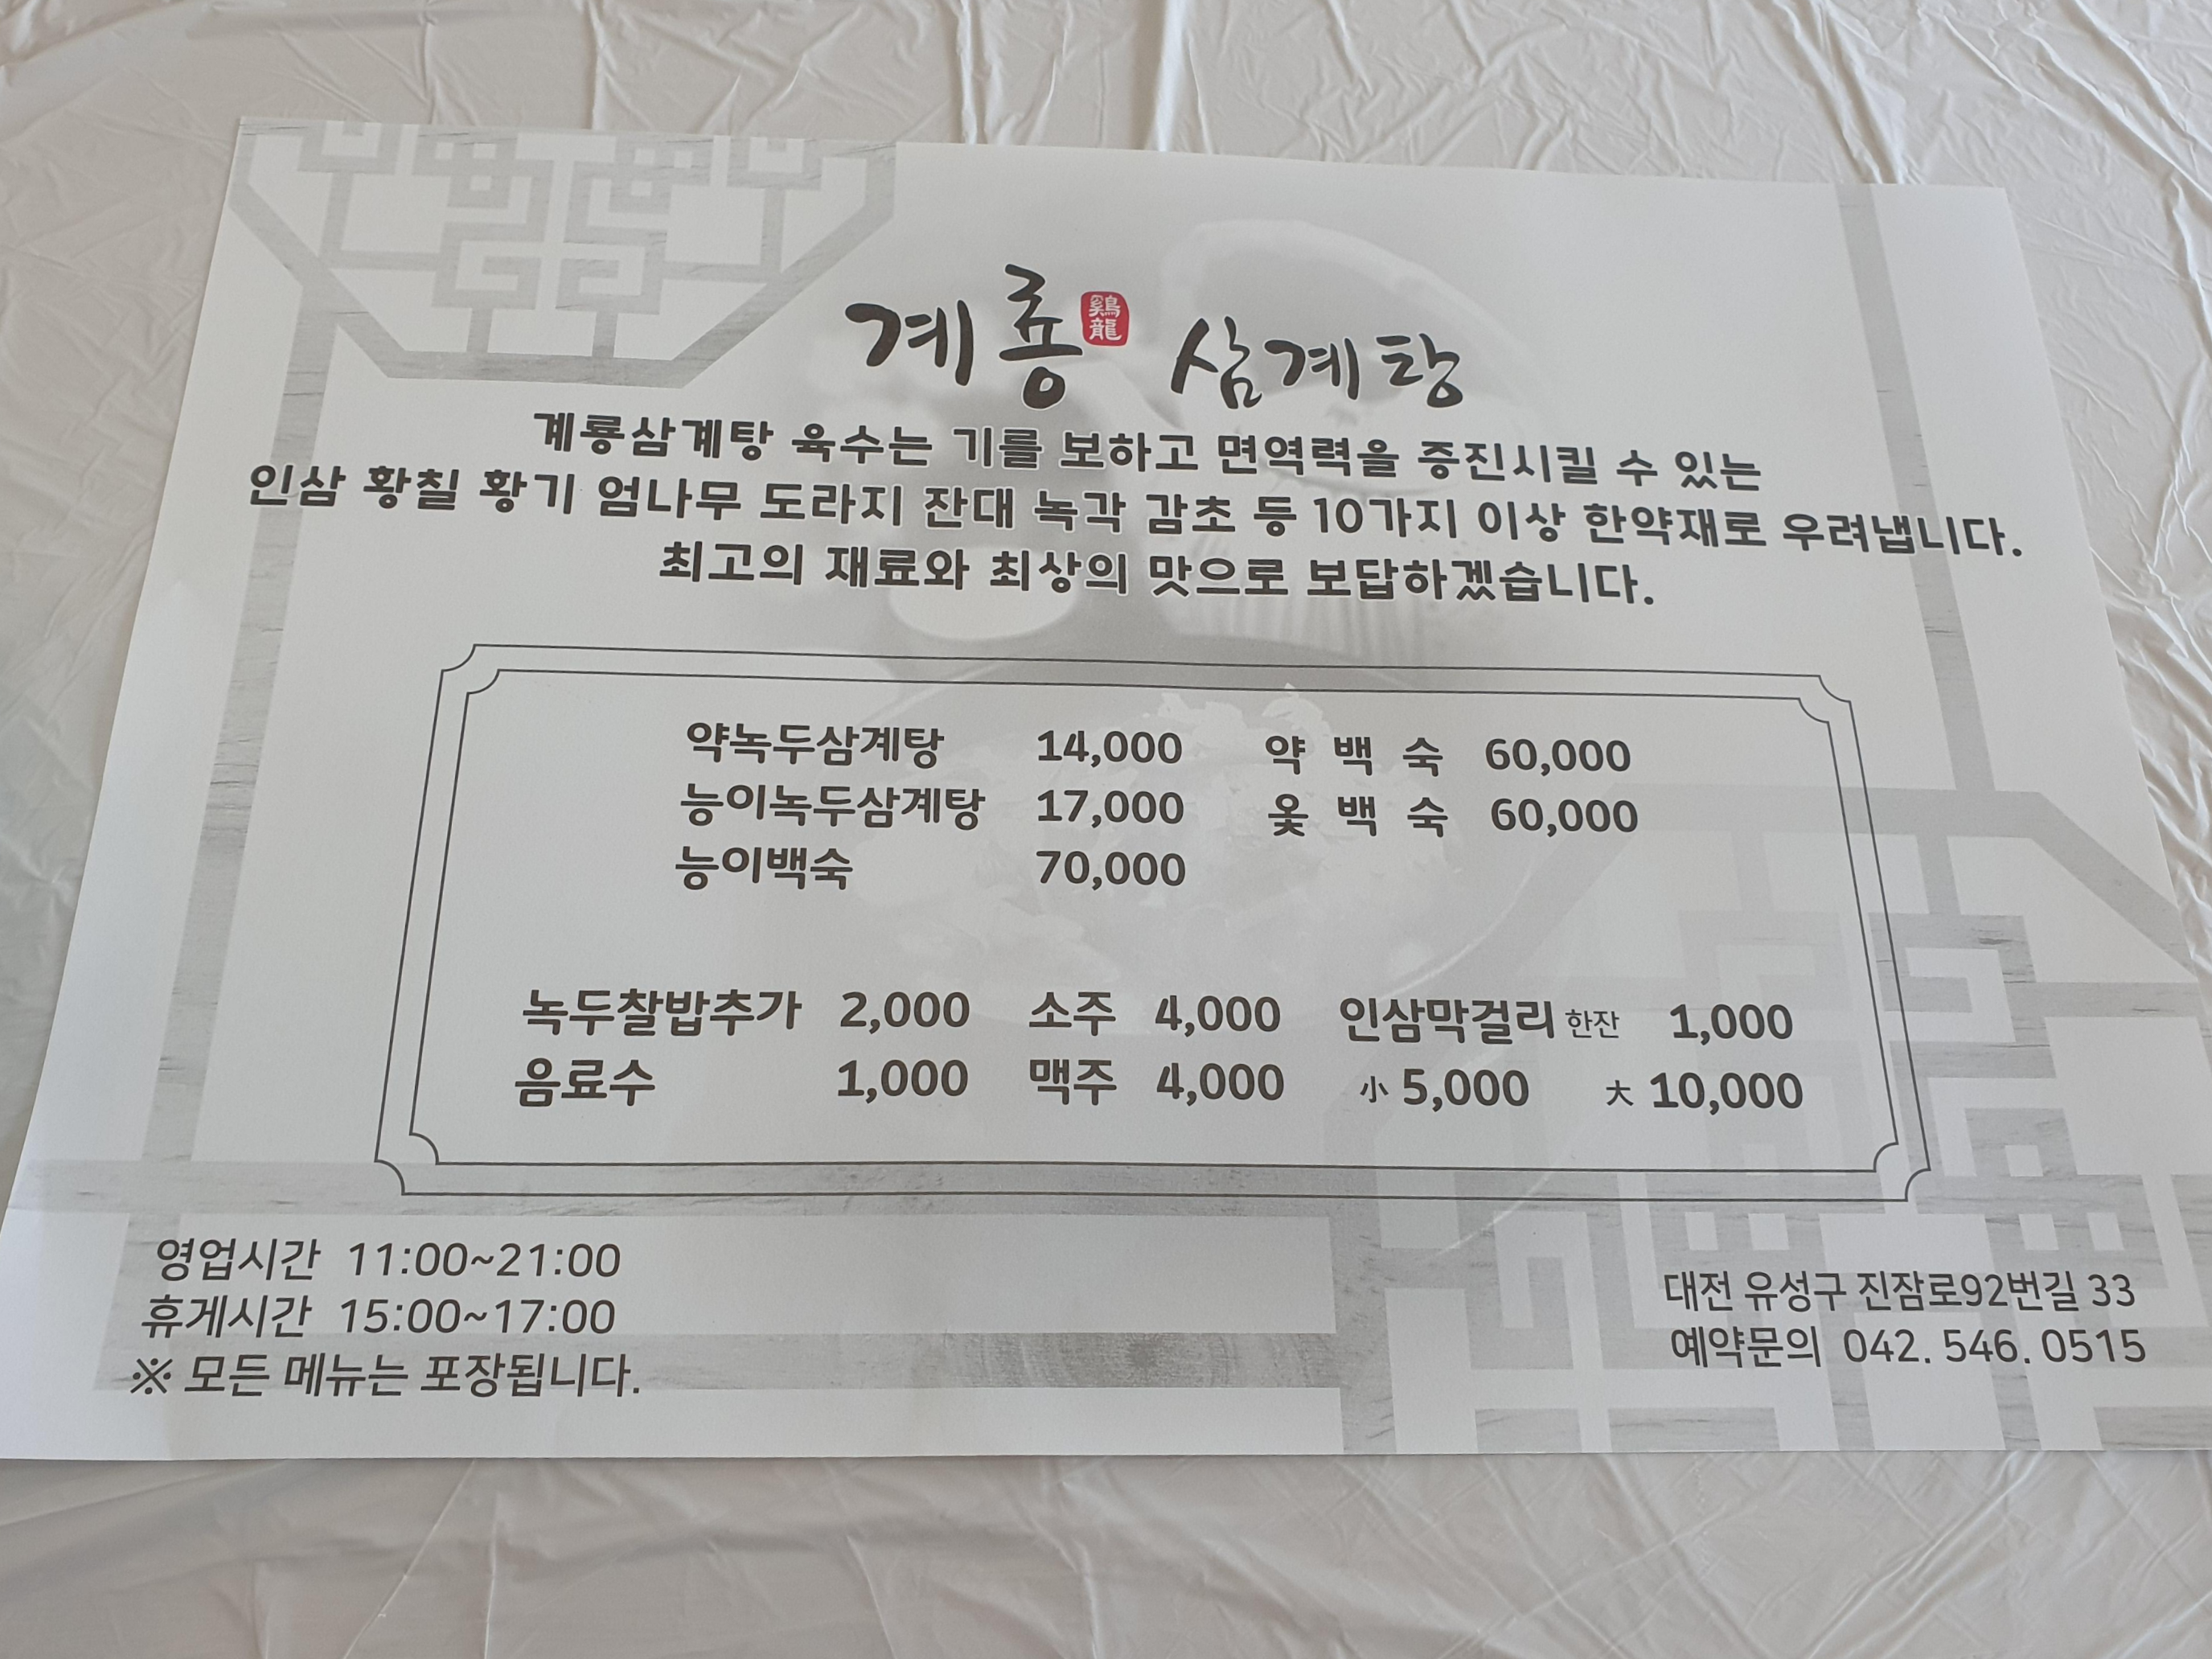 계룡 鷄龍 삼계탕
계룡삼계탕 육수는 기를 보하고 면역력을 증진시킬 수 있는
인삼 황칠 황기 엄나무 도라지 잔대 녹각 감초 등 10가지 이상 한약재로 우려냅니다.
최고의 재료와 최상의 맛으로 보답하겠습니다.
약녹두삼계탕 14,000 약 백 숙 60,000
능이녹두삼계탕 17,000 옻 백 숙 60,000
능이백숙 70,000
녹두찰밥추가 2,000 소주 4,000 인삼막걸리 한잔 1,000
음료수 1,000 맥주 4,000 小 5,000 大 10,000
영업시간 11:00~21:00
휴게시간 15:00~17:00
※ 모든 메뉴는 포장됩니다.
대전 유성구 진잠로92번길 33
예약문의 042. 546. 0515